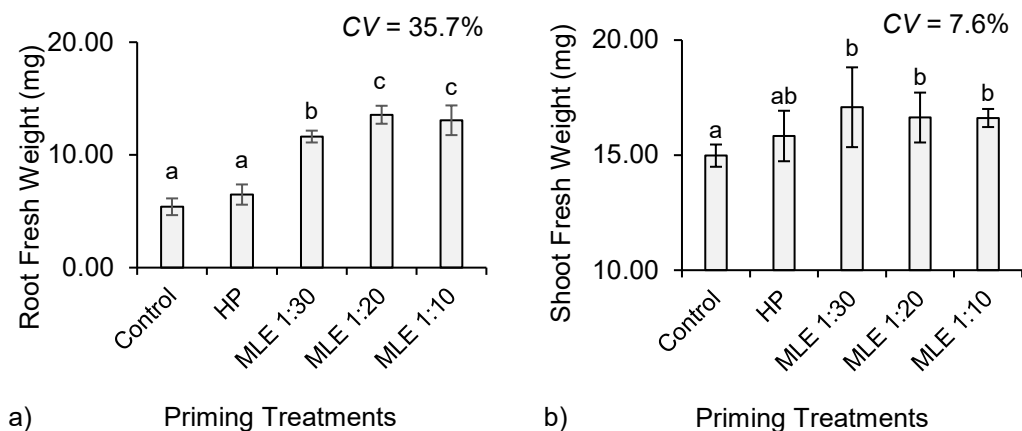 CV = 35.7%
Root Fresh Weight (mg)
20.00
10.00
0.00
a
a
b
c
c
Control
HP
MLE 1:30
MLE 1:20
MLE 1:10
a)
Priming Treatments
CV = 7.6%
Shoot Fresh Weight (mg)
20.00
15.00
10.00
a
ab
b
b
b
Control
HP
MLE 1:30
MLE 1:20
MLE 1:10
b)
Priming Treatments